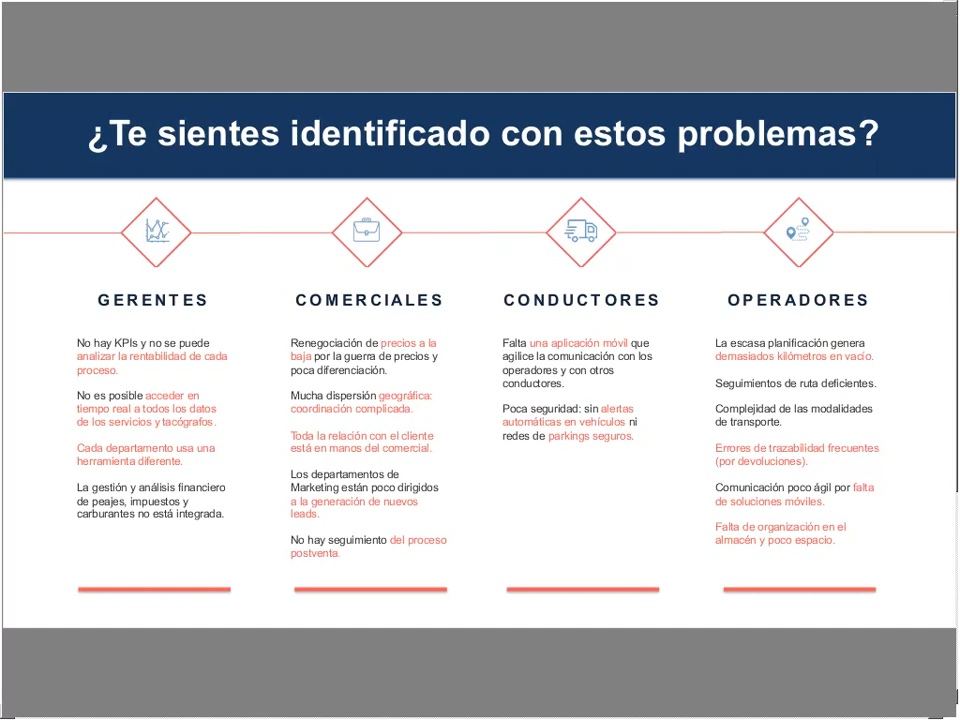 ¿Te sientes identificado con estos problemas?
GERENTES
No hay KPIs y no se puede
analizar la rentabilidad de cada
proceso.
No es posible acceder en
tiempo real a todos los datos
de los servicios y tacógrafos.
Cada departamento usa una
herramienta diferente.
La gestión y análisis financiero
de peajes, impuestos y
carburantes no está integrada.
COMERCIALES
Renegociación de precios a la
baja por la guerra de precios y
poca diferenciación.
Mucha dispersión geográfica:
coordinación complicada.
Toda la relación con el cliente
está en manos del comercial.
Los departamentos de
Marketing están poco dirigidos
a la generación de nuevos
leads.
No hay seguimiento del proceso
postventa.
CONDUCTORES
Falta una aplicación móvil que
agilice la comunicación con los
operadores y con otros
conductores.
Poca seguridad: sin alertas
automáticas en vehículos ni
redes de parkings seguros.
OPERADORES
La escasa planificación genera
demasiados kilómetros en vacío.
Seguimientos de ruta deficientes.
Complejidad de las modalidades
de transporte.
Errores de trazabilidad frecuentes
(por devoluciones).
Comunicación poco ágil por falta
de soluciones móviles.
Falta de organización en el
almacén y poco espacio.